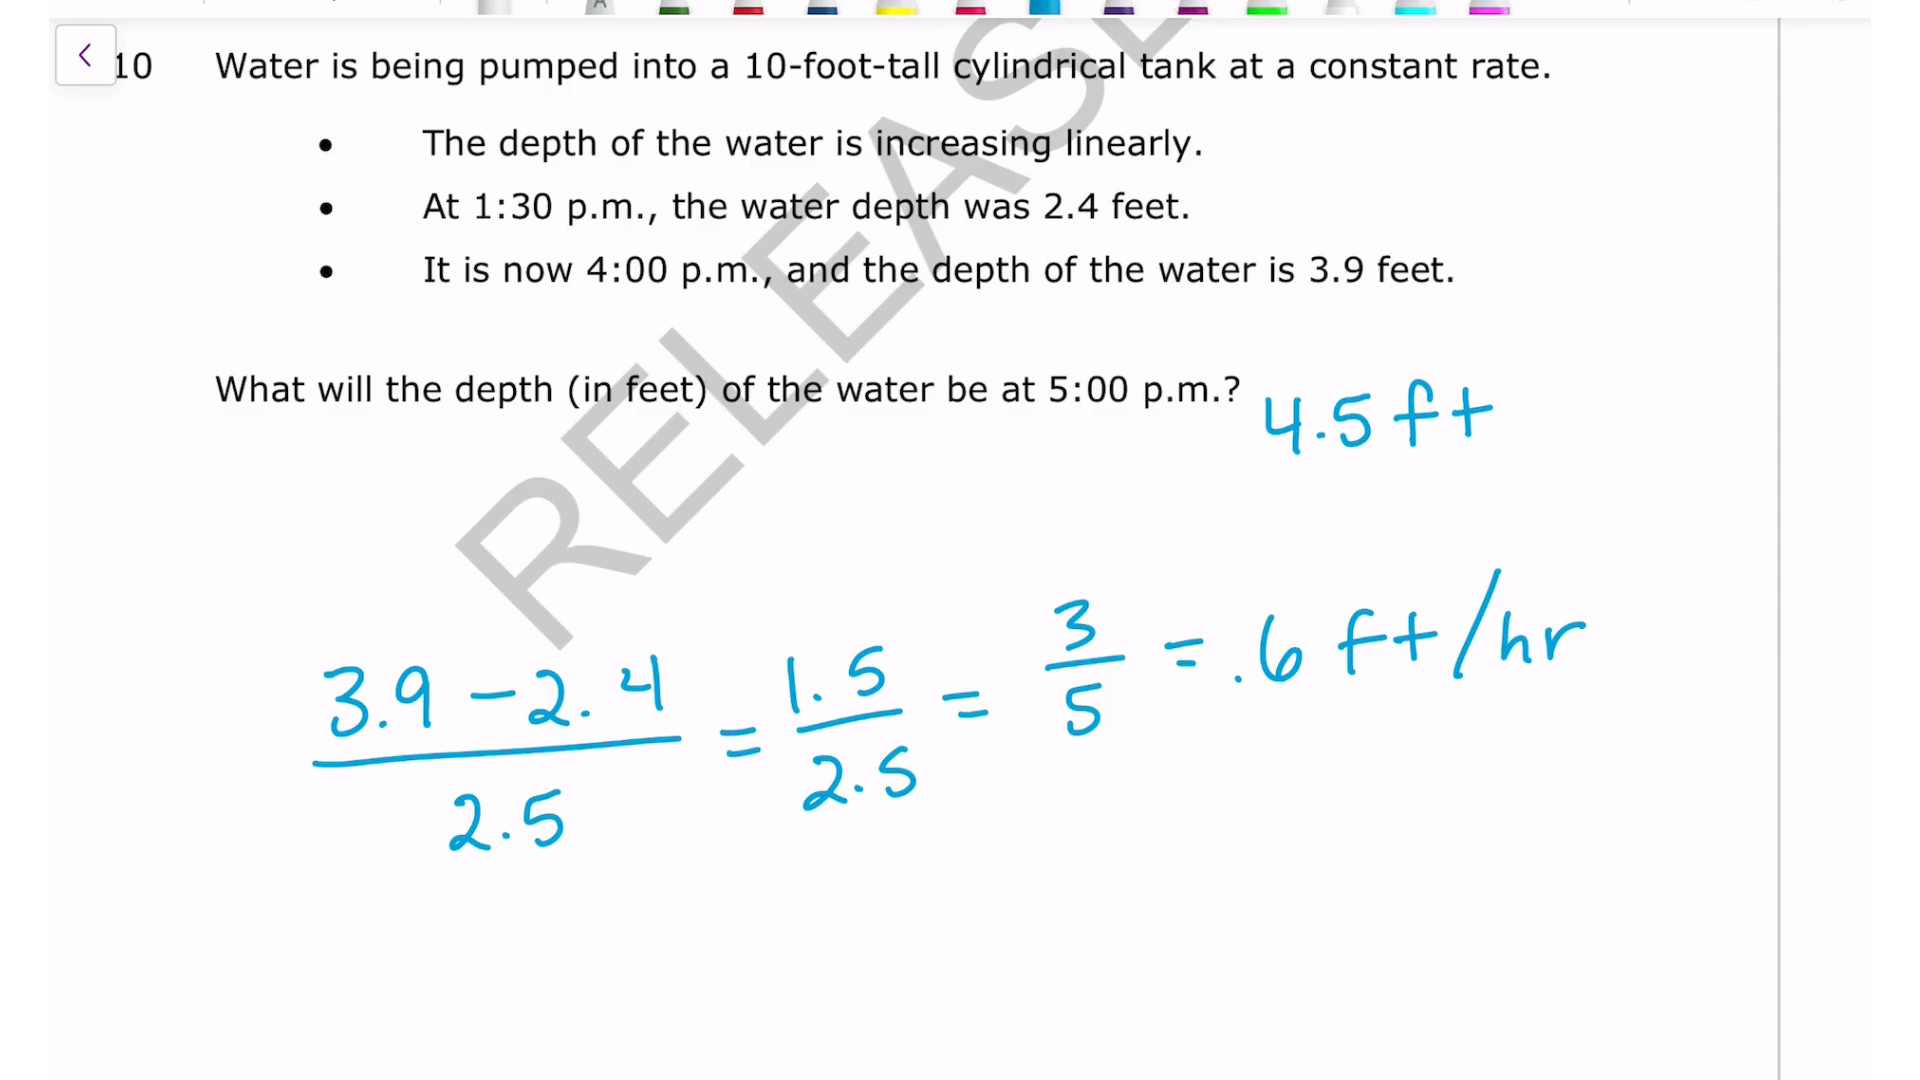 10 Water is being pumped into a 10-foot-tall cylindrical tank at a constant rate.
• The depth of the water is increasing linearly.
• At 1:30 p.m., the water depth was 2.4 feet.
• It is now 4:00 p.m., and the depth of the water is 3.9 feet.
What will the depth (in feet) of the water be at 5:00 p.m.? 4.5 ft
3.9 - 2.4 / 2.5 = 1.5 / 2.5 = 3 / 5 = .6 ft/hr